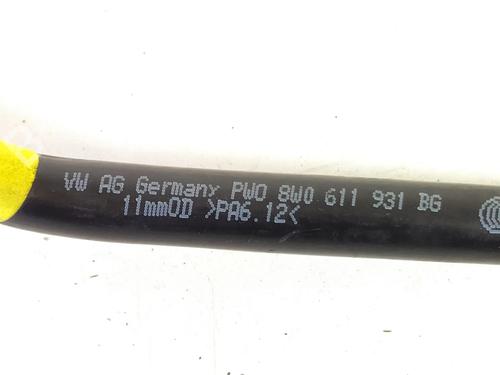 VW AG Germany PWO 8W0 611 931 BG
11mmOD >PA6.12<